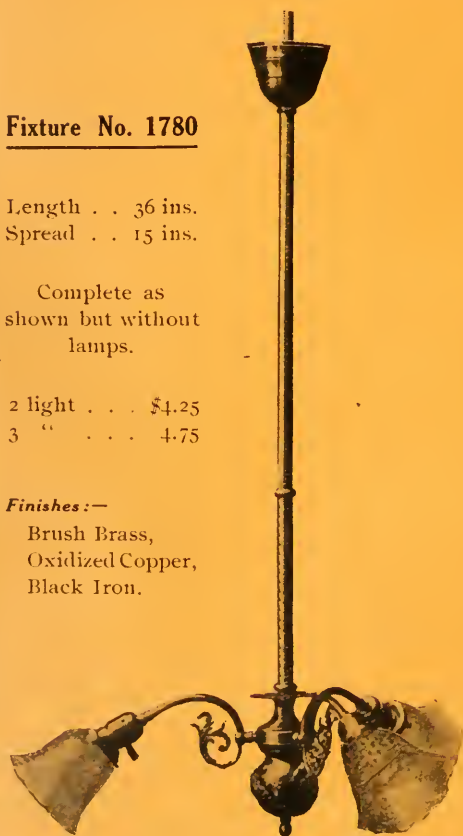 Fixture No. 1780
Length . . 36 ins.
Spread . . 15 ins.
Complete as
shown but without
lamps.
2 light . . . $4.25
3 “ . . . 4.75
Finishes:—
Brush Brass,
Oxidized Copper,
Black Iron.